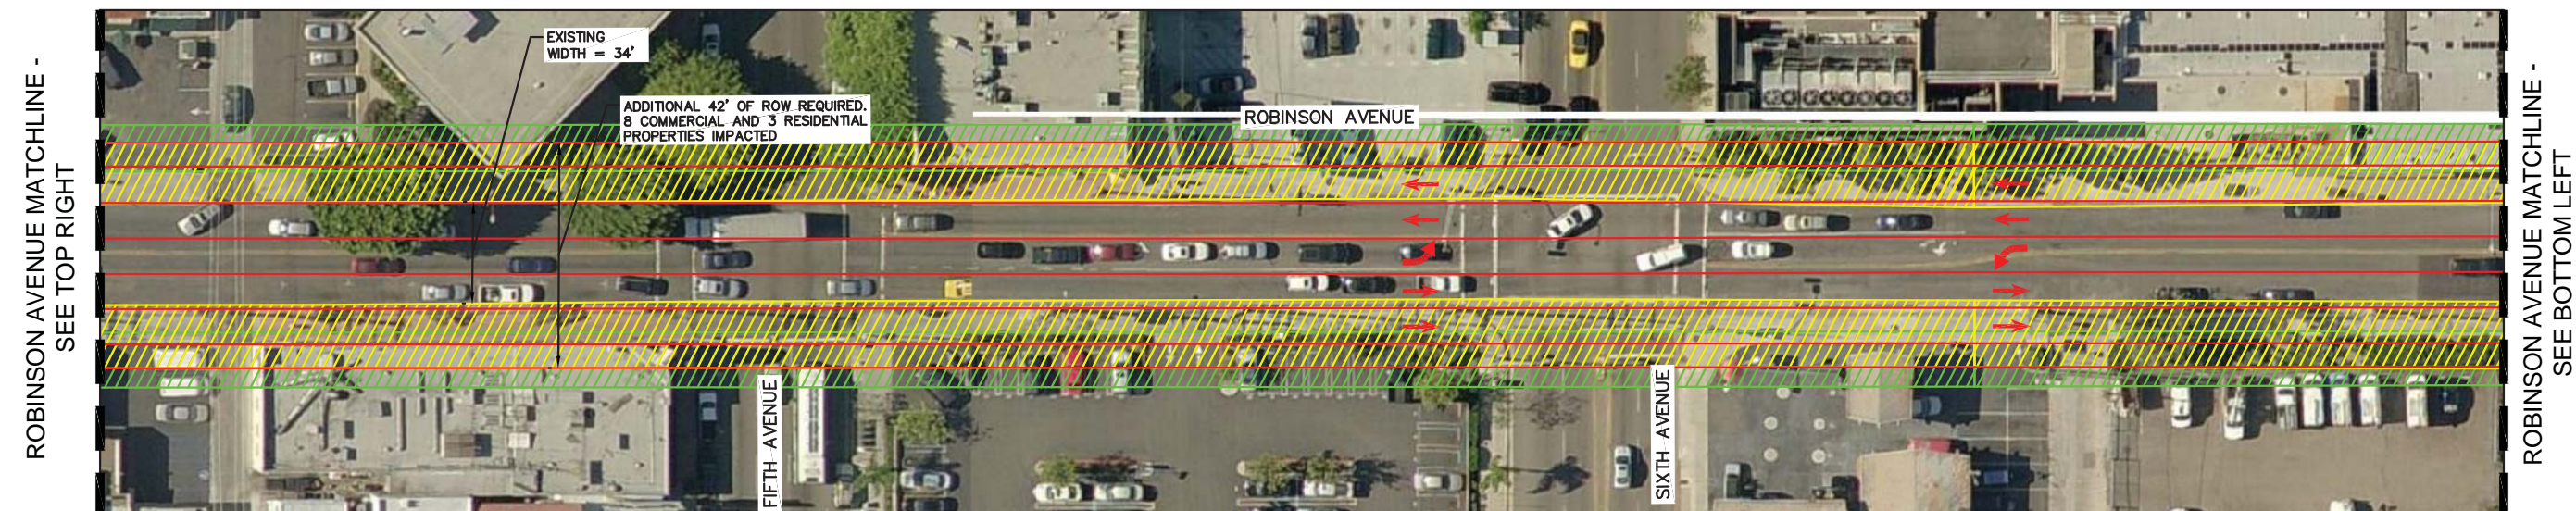 ROBINSON AVENUE MATCHLINE -
SEE TOP RIGHT
EXISTING
WIDTH = 34'
ADDITIONAL 42' OF ROW REQUIRED.
8 COMMERCIAL AND 3 RESIDENTIAL
PROPERTIES IMPACTED
ROBINSON AVENUE
FIFTH AVENUE
SIXTH AVENUE
ROBINSON AVENUE MATCHLINE -
SEE BOTTOM LEFT